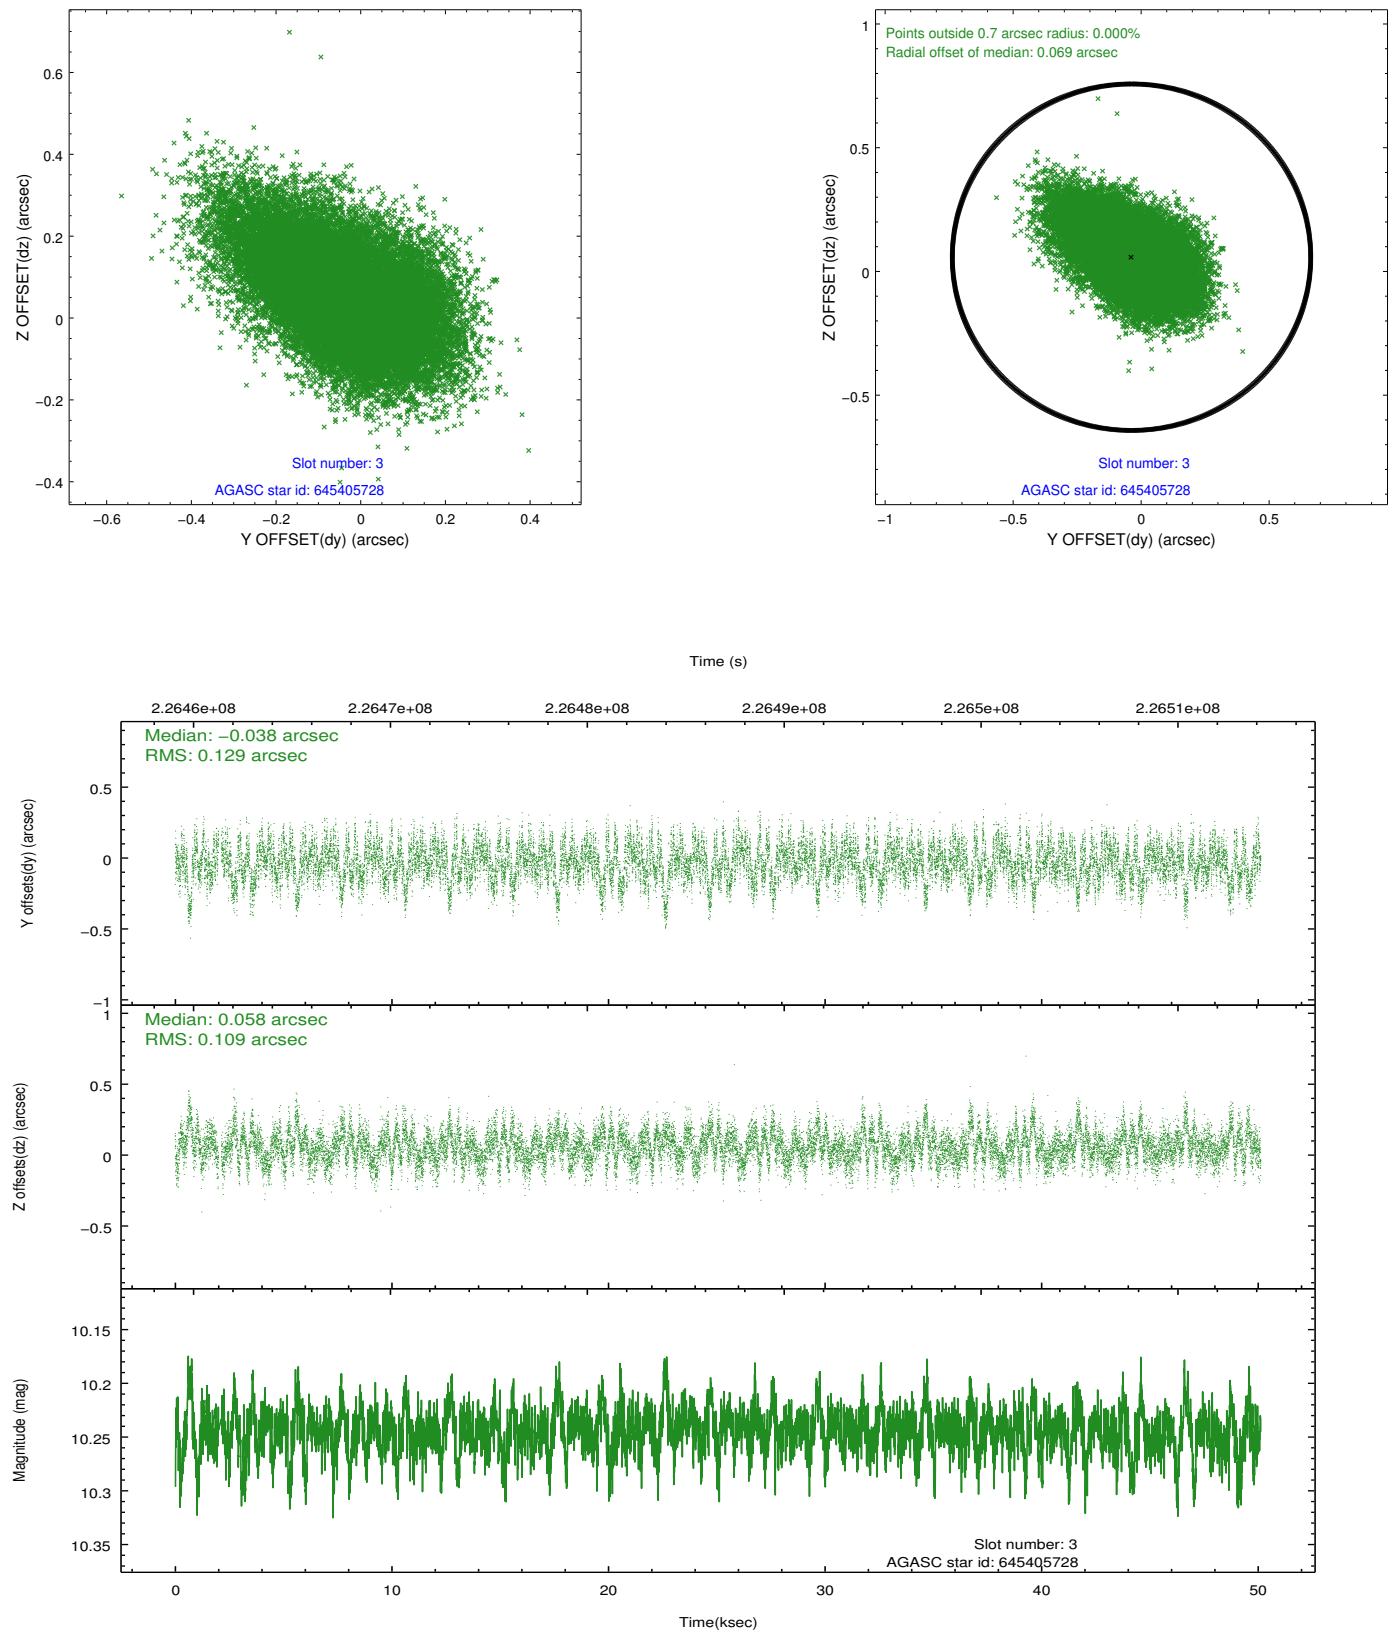 0.6
0.4
0.2
0
−0.2
−0.4
Z OFFSET(dz) (arcsec)
Slot number: 3
AGASC star id: 645405728
−0.6 −0.4 −0.2 0 0.2 0.4
Y OFFSET(dy) (arcsec)
Points outside 0.7 arcsec radius: 0.000%
Radial offset of median: 0.069 arcsec
1
0.5
0
−0.5
Z OFFSET(dz) (arcsec)
Slot number: 3
AGASC star id: 645405728
−1 −0.5 0 0.5
Y OFFSET(dy) (arcsec)
Time (s)
2.2646e+08 2.2647e+08 2.2648e+08 2.2649e+08 2.265e+08 2.2651e+08
Median: −0.038 arcsec
RMS: 0.129 arcsec
0.5
0
−0.5
−1
Y offsets(dy) (arcsec)
Median: 0.058 arcsec
RMS: 0.109 arcsec
1
0.5
0
−0.5
Z offsets(dz) (arcsec)
10.15
10.2
10.25
10.3
10.35
Magnitude (mag)
Slot number: 3
AGASC star id: 645405728
0 10 20 30 40 50
Time(ksec)